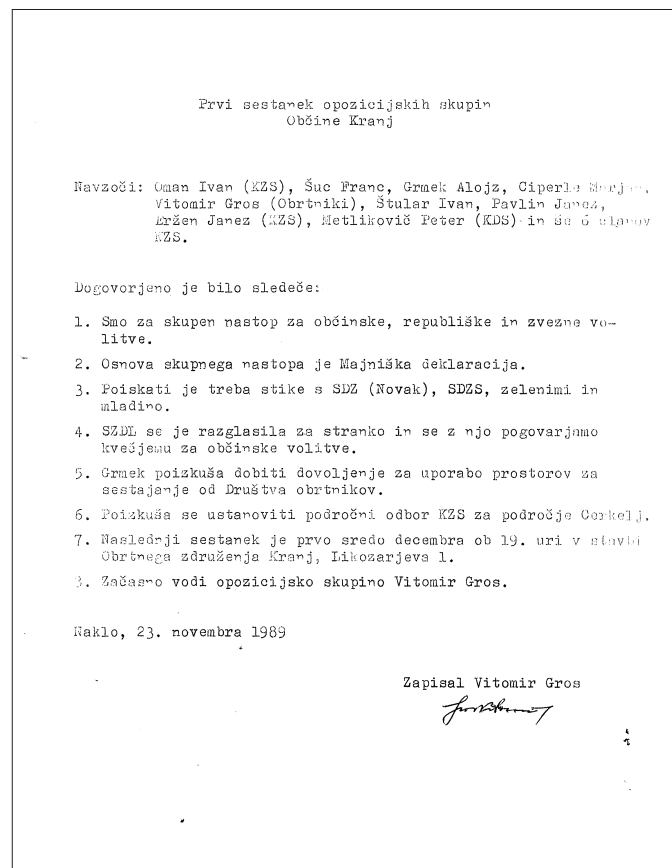 Prvi sestanek opozicijskih skupin
Občine Kranj
Navzoči: Oman Ivan (KZS), Šuc Franc, Grmek Alojz, Ciperle
Vitomir Gros (Obrtniki), Štular Ivan, Pavlin Janez,
Eržen Janez (KZS), Metlikovič Peter (KDS) in še 6 članov
KZS.
Dogovorjeno je bilo sledeče:
1. Smo za skupen nastop za občinske, republiške in zvezne vo-
litve.
2. Osnova skupnega nastopa je Majniška deklaracija.
3. Poiskati je treba stike s SDZ (Novak), SDZS, zelenimi in
mladino.
4. SZDL se je razglasila za stranko in se z njo pogovarjamo
kvečjemu za občinske volitve.
5. Grmek poizkuša dobiti dovoljenje za uporabo prostorov za
sestajanje od Društva obrtnikov.
6. Poizkuša se ustanoviti področni odbor KZS za področje Cerkelj.
7. Naslednji sestanek je prvo sredo decembra ob 19. uri v stavbi
Obrtnega združenja Kranj, Likozarjeva 1.
8. Začasno vodi opozicijsko skupino Vitomir Gros.
Naklo, 23. novembra 1989
Zapisal Vitomir Gros